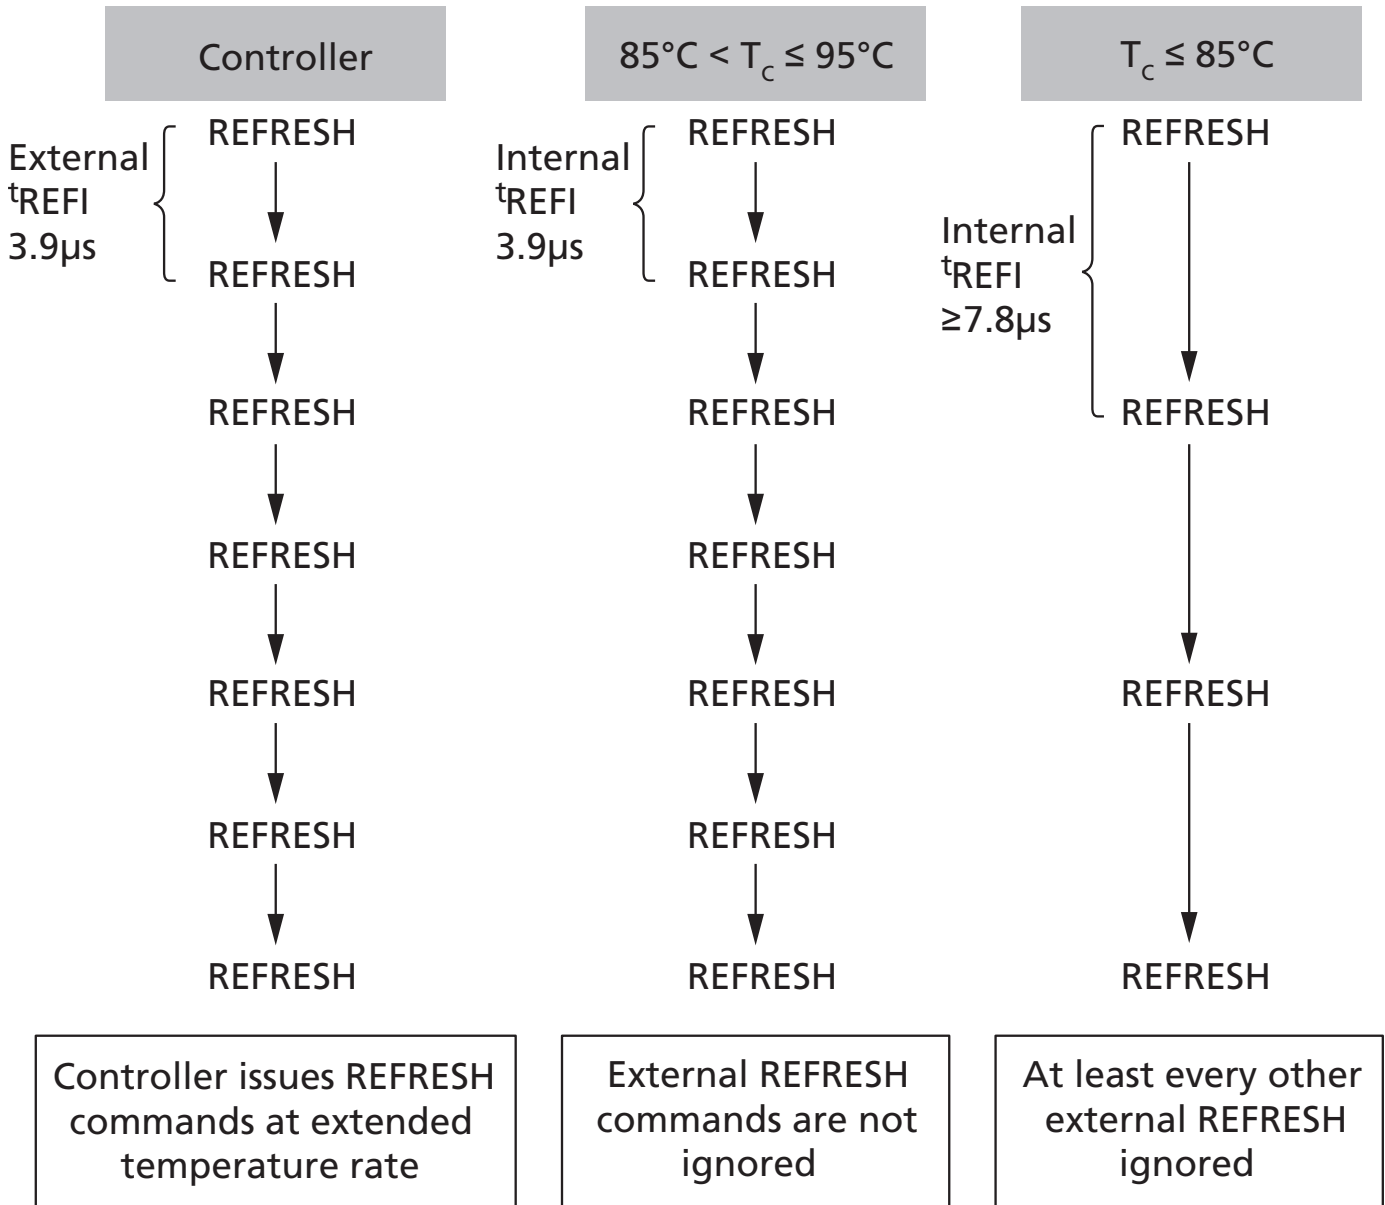 Controller
External
tREFI
3.9µs
REFRESH
REFRESH
REFRESH
REFRESH
REFRESH
REFRESH
REFRESH
Controller issues REFRESH
commands at extended
temperature rate
85°C < TC ≤ 95°C
Internal
tREFI
3.9µs
REFRESH
REFRESH
REFRESH
REFRESH
REFRESH
REFRESH
REFRESH
External REFRESH
commands are not
ignored
TC ≤ 85°C
Internal
tREFI
≥7.8µs
REFRESH
REFRESH
REFRESH
REFRESH
At least every other
external REFRESH
ignored